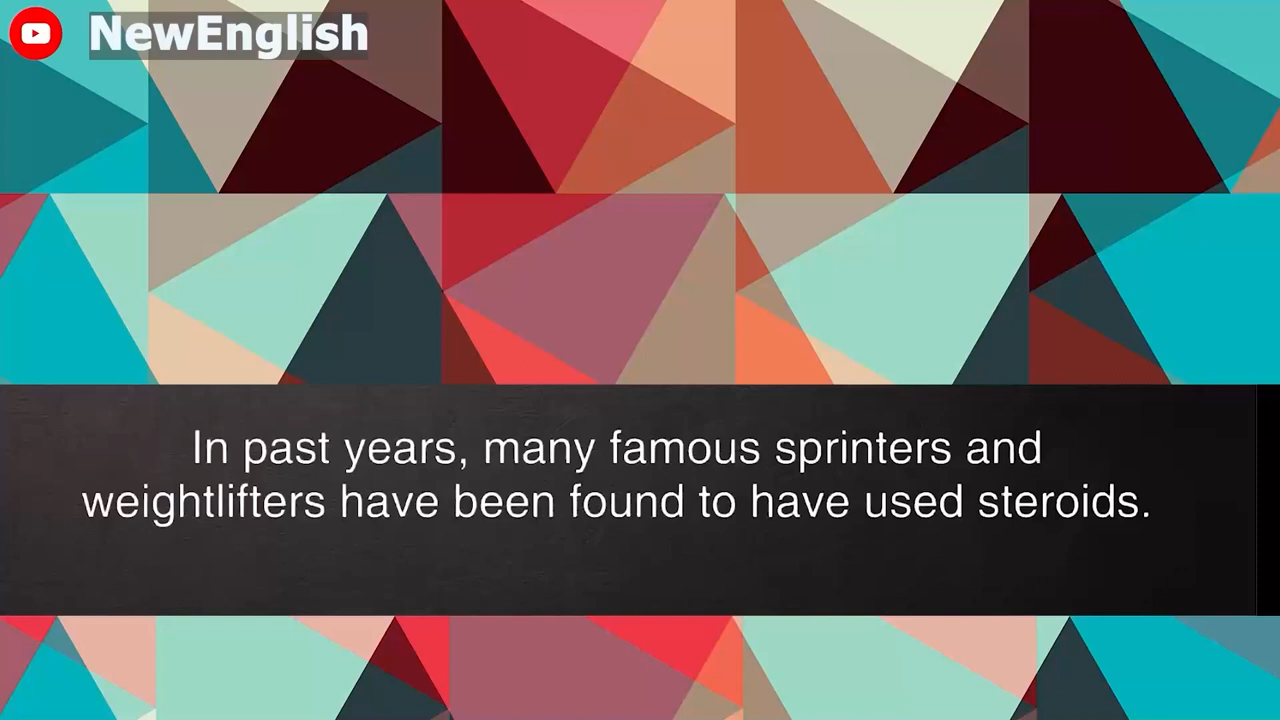 NewEnglish
In past years, many famous sprinters and
weightlifters have been found to have used steroids.